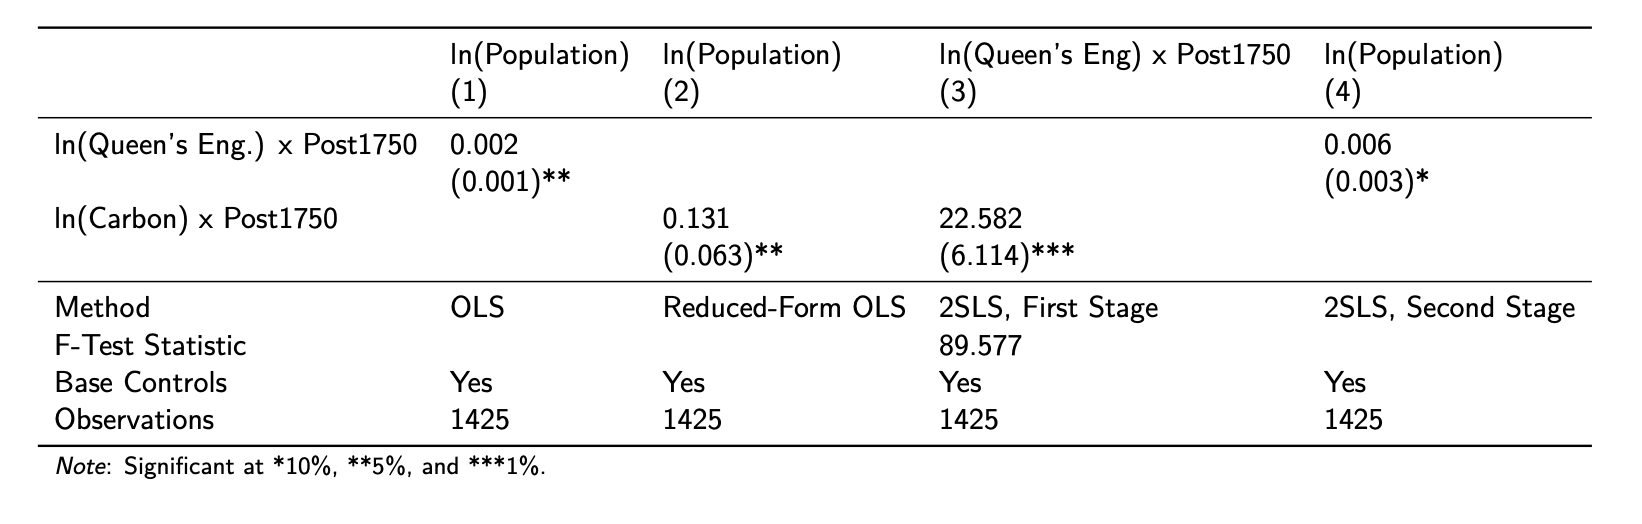 ln(Population) ln(Population) ln(Queen's Eng) x Post1750 ln(Population)
(1) (2) (3) (4)
ln(Queen's Eng.) x Post1750 0.002 0.006
(0.001)** (0.003)*
ln(Carbon) x Post1750 0.131 22.582
(0.063)** (6.114)***
Method OLS Reduced-Form OLS 2SLS, First Stage 2SLS, Second Stage
F-Test Statistic 89.577
Base Controls Yes Yes Yes Yes
Observations 1425 1425 1425 1425
Note: Significant at *10%, **5%, and ***1%.